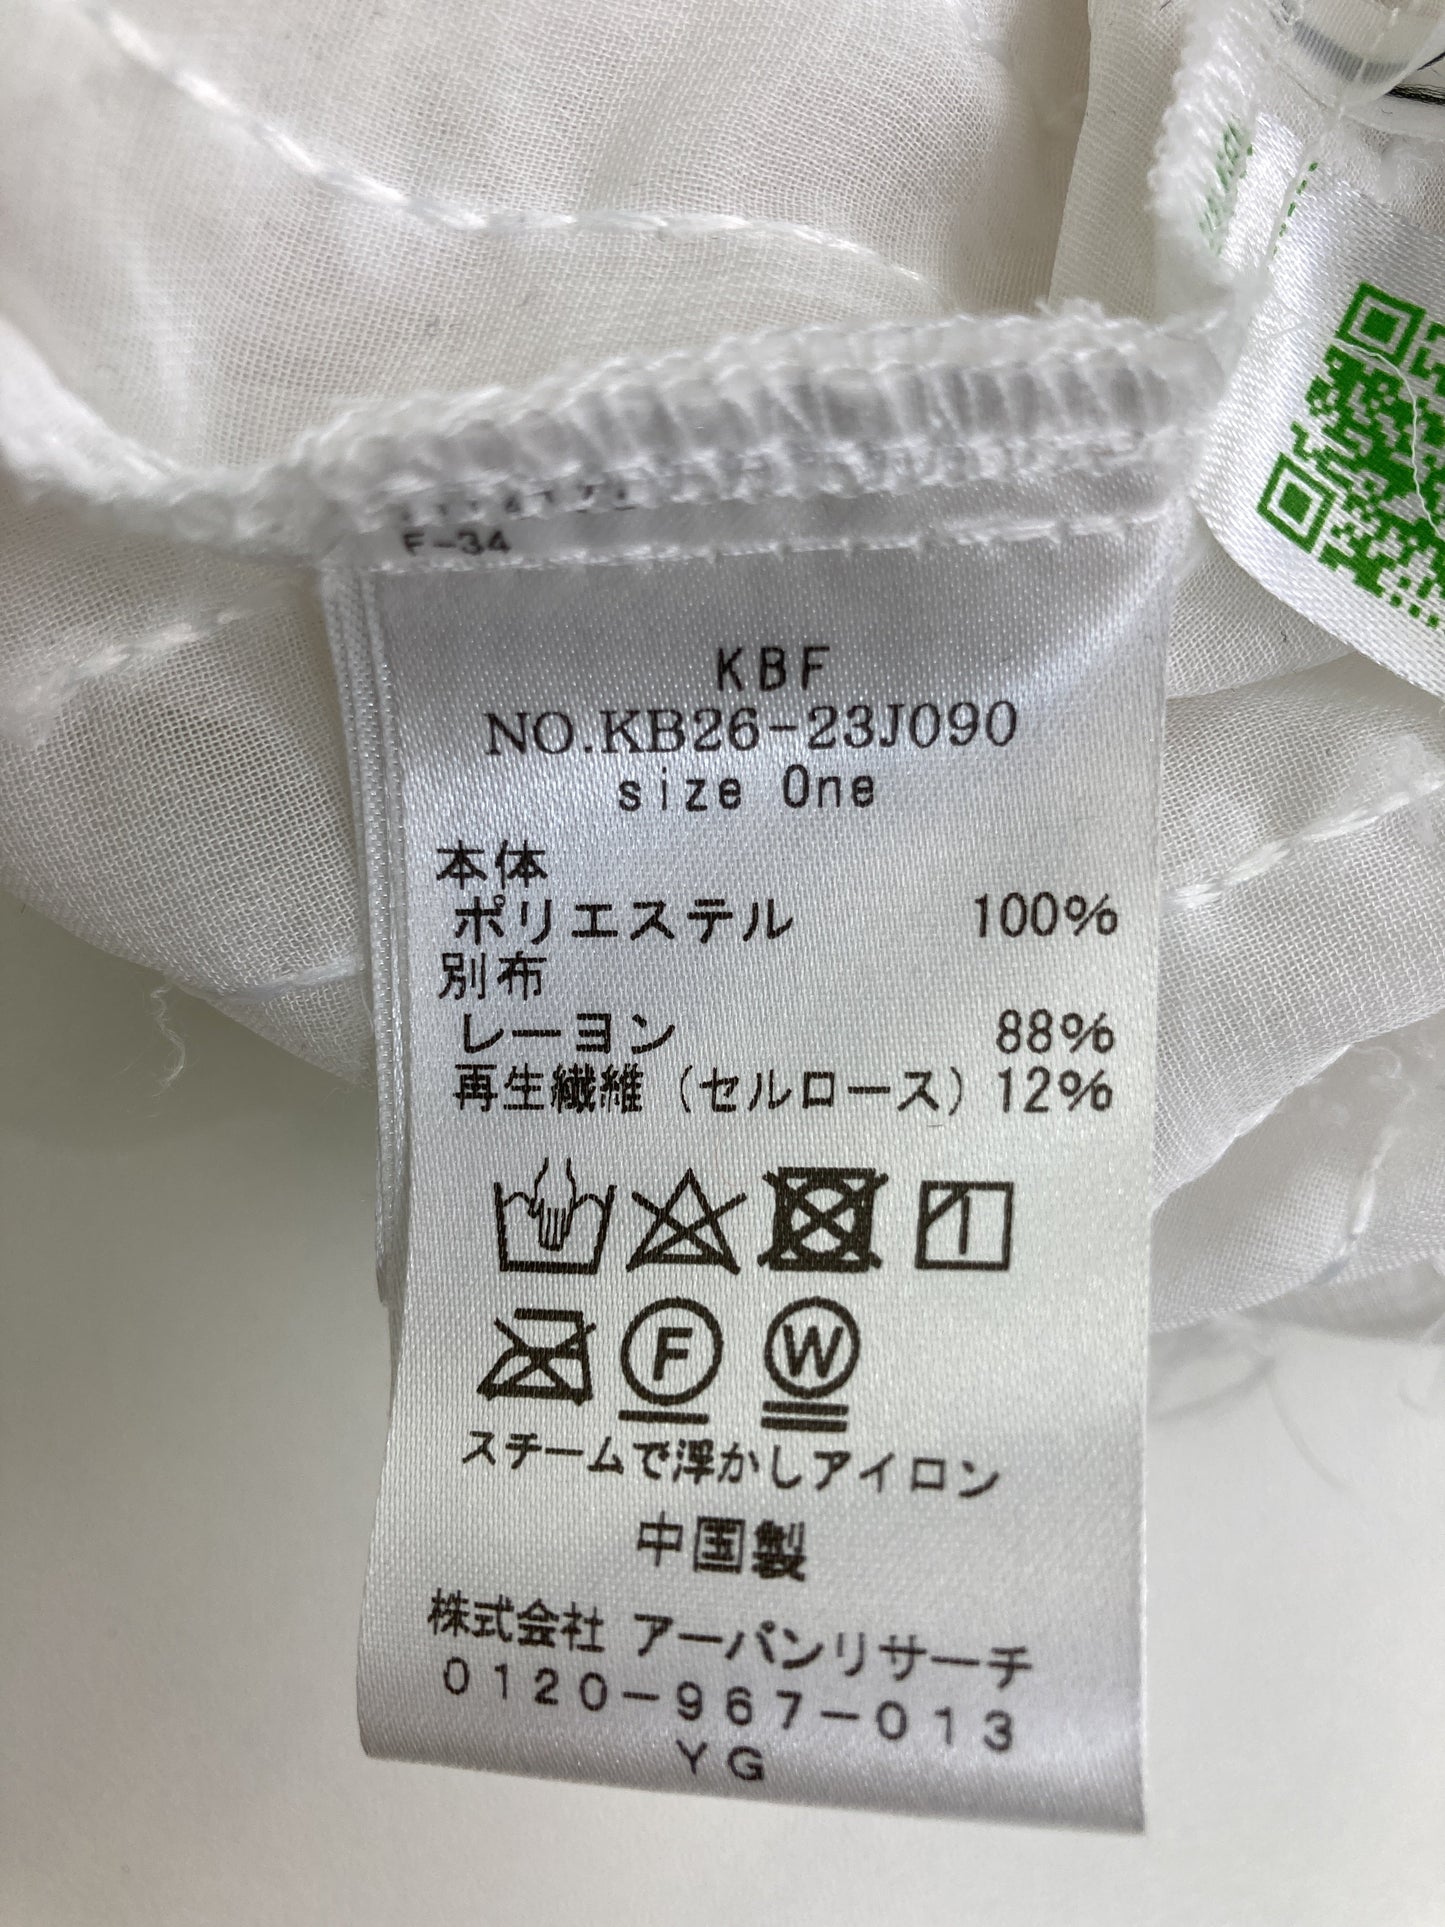 F-34
KBF
NO.KB26-23J090
size One
本体
ポリエステル 100%
別布
レーヨン 88%
再生繊維（セルロース）12%
F
W
スチームで浮かしアイロン
中国製
株式会社 アーバンリサーチ
0120-967-013
YG